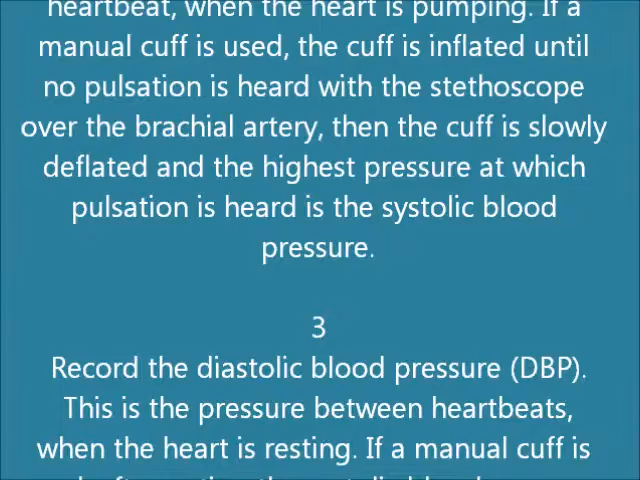 heartbeat, when the heart is pumping. If a
manual cuff is used, the cuff is inflated until
no pulsation is heard with the stethoscope
over the brachial artery, then the cuff is slowly
deflated and the highest pressure at which
pulsation is heard is the systolic blood
pressure.
3
Record the diastolic blood pressure (DBP).
This is the pressure between heartbeats,
when the heart is resting. If a manual cuff is